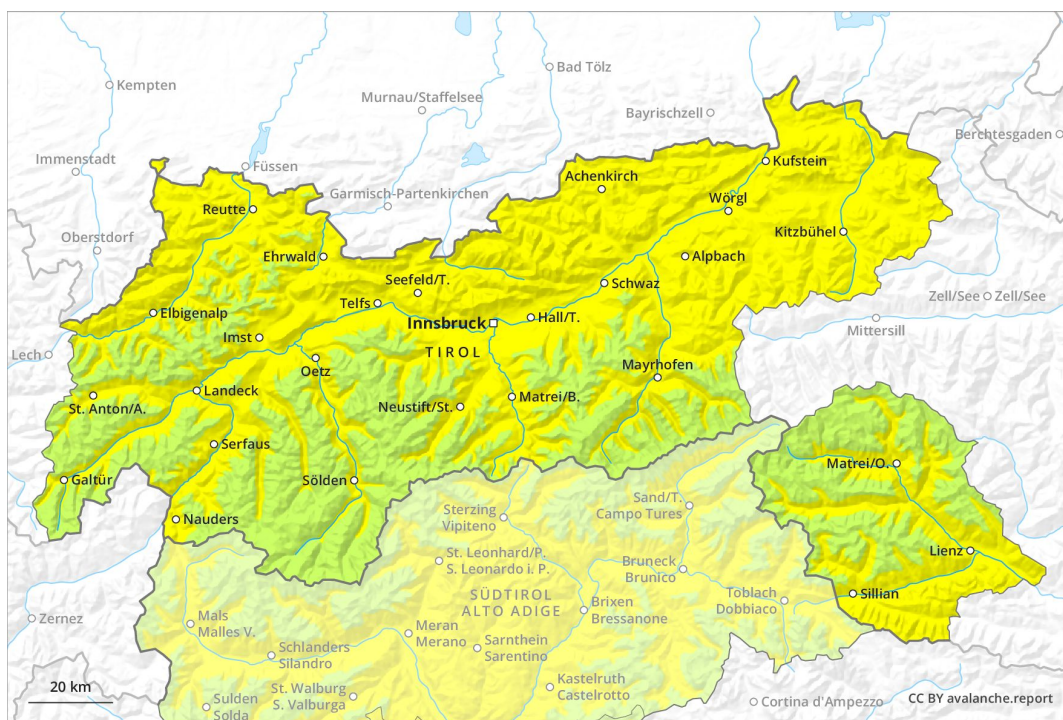 Bad Tölz
Kempten
Murnau/Staffelsee
Bayrischzell
Berchtesgaden
Immenstadt
Füssen
Kufstein
Achenkirch
Garmisch-Partenkirchen
Wörgl
Reutte
Kitzbühel
Oberstdorf
Ehrwald
Alpbach
Seefeld/T.
Schwaz
Zell/See
Zell/See
Telfs
Elbigenalp
Hall/T.
Innsbruck
Mittersill
Imst
Lech
TIROL
Oetz
Mayrhofen
Landeck
St. Anton/A.
Matrei/B.
Neustift/St.
Serfaus
Matrei/O.
Galtür
Sölden
Sand/T.
Campo Tures
Sterzing
Vipiteno
Nauders
Lienz
St. Leonhard/P.
S. Leonardo i. P.
Bruneck
Brunico
Sillian
SÜDTIROL
ALTO ADIGE
Toblach
Dobbiaco
Brixen
Bressanone
Zernez
Mals
Malles V.
Meran
Merano
Sarnthein
Sarentino
Schlanders
Silandro
Kastelruth
Castelrotto
20 km
St. Walburg
S. Valburga
Sulden
Solda
Cortina d'Ampezzo
CC BY avalanche.report